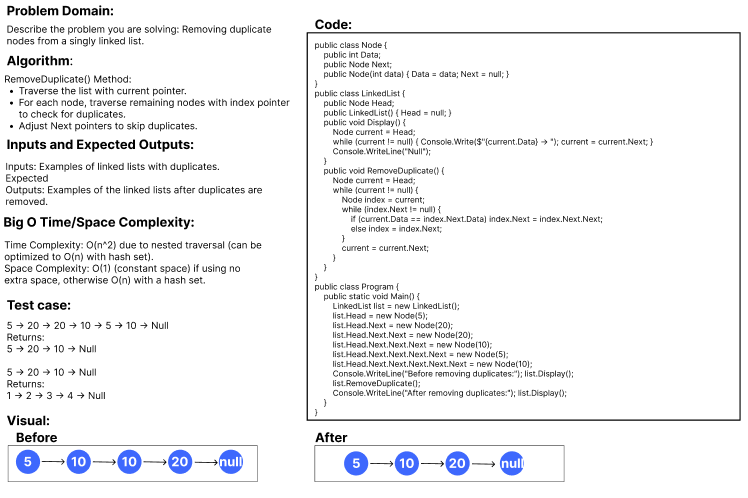 Problem Domain:
Describe the problem you are solving: Removing duplicate
nodes from a singly linked list.
Algorithm:
RemoveDuplicate() Method:
• Traverse the list with current pointer.
• For each node, traverse remaining nodes with index pointer
to check for duplicates.
• Adjust Next pointers to skip duplicates.
Inputs and Expected Outputs:
Inputs: Examples of linked lists with duplicates.
Expected
Outputs: Examples of the linked lists after duplicates are
removed.
Big O Time/Space Complexity:
Time Complexity: O(n^2) due to nested traversal (can be
optimized to O(n) with hash set).
Space Complexity: O(1) (constant space) if using no
extra space, otherwise O(n) with a hash set.
Test case:
5 → 20 → 20 → 10 → 5 → 10 → Null
Returns:
5 → 20 → 10 → Null
5 → 20 → 10 → Null
Returns:
1 → 2 → 3 → 4 → Null
Code:
public class Node {
public int Data;
public Node Next;
public Node(int data) { Data = data; Next = null; }
}
public class LinkedList {
public Node Head;
public LinkedList() { Head = null; }
public void Display() {
Node current = Head;
while (current != null) { Console.Write($"{current.Data} → "); current = current.Next; }
Console.WriteLine("Null");
}
public void RemoveDuplicate() {
Node current = Head;
while (current != null) {
Node index = current;
while (index.Next != null) {
if (current.Data == index.Next.Data) index.Next = index.Next.Next;
else index = index.Next;
}
current = current.Next;
}
}
}
public class Program {
public static void Main() {
LinkedList list = new LinkedList();
list.Head = new Node(5);
list.Head.Next = new Node(20);
list.Head.Next.Next = new Node(20);
list.Head.Next.Next.Next = new Node(10);
list.Head.Next.Next.Next.Next = new Node(5);
list.Head.Next.Next.Next.Next.Next = new Node(10);
Console.WriteLine("Before removing duplicates:"); list.Display();
list.RemoveDuplicate();
Console.WriteLine("After removing duplicates:"); list.Display();
}
}
Visual:
Before
5 → 10 → 10 → 20 → null
After
5 → 10 → 20 → null